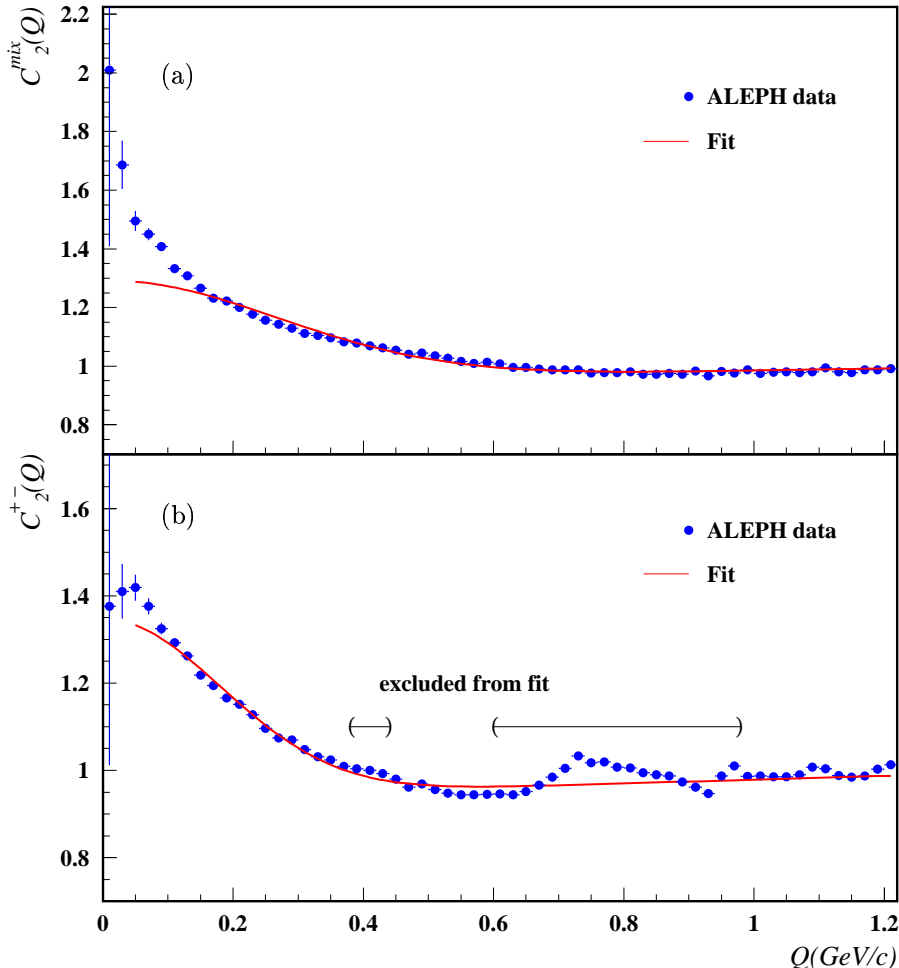 C₂ᵐⁱˣ(Q)
2.2
2
1.8
1.6
1.4
1.2
1
0.8
(a)
ALEPH data
Fit
C₂⁺⁻(Q)
1.6
1.4
1.2
1
0.8
(b)
ALEPH data
Fit
excluded from fit
( ) ( )
0 0.2 0.4 0.6 0.8 1 1.2
Q(GeV/c)